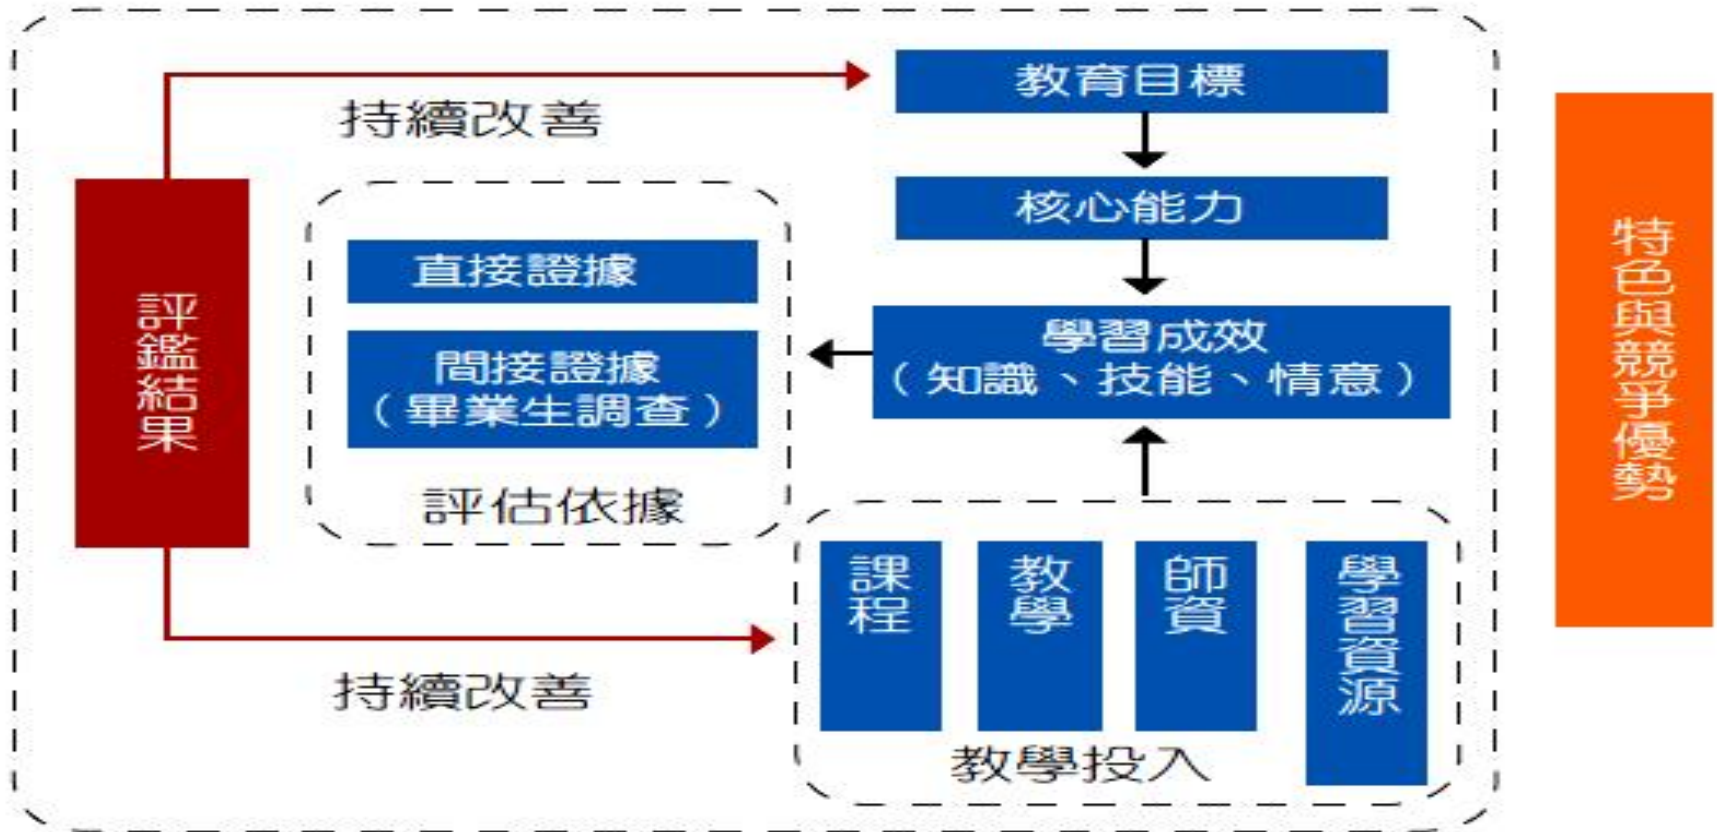 教育目標
持續改善
核心能力
直接證據
間接證據
（畢業生調查）
評估依據
學習成效
（知識、技能、情意）
評鑑結果
持續改善
課程
教學
師資
學習資源
教學投入
特色與競爭優勢